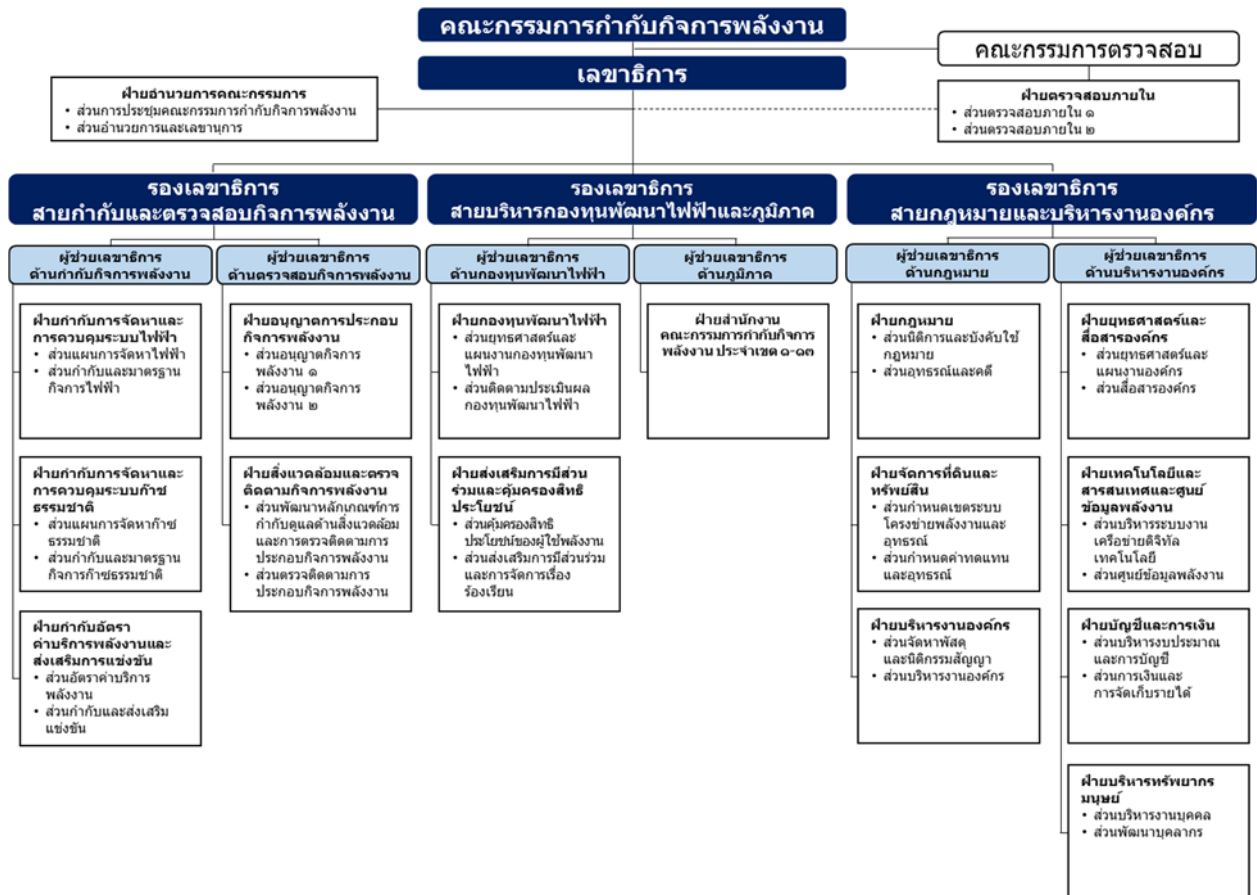 คณะกรรมการกำกับกิจการพลังงาน
คณะกรรมการตรวจสอบ
เลขาธิการ
ฝ่ายอำนวยการคณะกรรมการ
• ส่วนการประชุมคณะกรรมการกำกับกิจการพลังงาน
• ส่วนอำนวยการและเลขานุการ
ฝ่ายตรวจสอบภายใน
• ส่วนตรวจสอบภายใน ๑
• ส่วนตรวจสอบภายใน ๒
รองเลขาธิการ
สายกำกับและตรวจสอบกิจการพลังงาน
รองเลขาธิการ
สายบริหารกองทุนพัฒนาไฟฟ้าและภูมิภาค
รองเลขาธิการ
สายกฎหมายและบริหารงานองค์กร
ผู้ช่วยเลขาธิการ
ด้านกำกับกิจการพลังงาน
ผู้ช่วยเลขาธิการ
ด้านตรวจสอบกิจการพลังงาน
ผู้ช่วยเลขาธิการ
ด้านกองทุนพัฒนาไฟฟ้า
ผู้ช่วยเลขาธิการ
ด้านภูมิภาค
ผู้ช่วยเลขาธิการ
ด้านกฎหมาย
ผู้ช่วยเลขาธิการ
ด้านบริหารงานองค์กร
ฝ่ายกำกับการจัดหาและ
การควบคุมระบบไฟฟ้า
• ส่วนแผนการจัดหาไฟฟ้า
• ส่วนกำกับและมาตรฐาน
กิจการไฟฟ้า
ฝ่ายอนุญาตการประกอบ
กิจการพลังงาน
• ส่วนอนุญาตกิจการ
พลังงาน ๑
• ส่วนอนุญาตกิจการ
พลังงาน ๒
ฝ่ายกองทุนพัฒนาไฟฟ้า
• ส่วนยุทธศาสตร์และ
แผนงานกองทุนพัฒนา
ไฟฟ้า
• ส่วนติดตามประเมินผล
กองทุนพัฒนาไฟฟ้า
ฝ่ายสำนักงาน
คณะกรรมการกำกับกิจการ
พลังงาน ประจำเขต ๑-๑๓
ฝ่ายกฎหมาย
• ส่วนนิติการและบังคับใช้
กฎหมาย
• ส่วนอุทธรณ์และคดี
ฝ่ายยุทธศาสตร์และ
สื่อสารองค์กร
• ส่วนยุทธศาสตร์และ
แผนงานองค์กร
• ส่วนสื่อสารองค์กร
ฝ่ายกำกับการจัดหาและ
การควบคุมระบบก๊าซ
ธรรมชาติ
• ส่วนแผนการจัดหาก๊าซ
ธรรมชาติ
• ส่วนกำกับและมาตรฐาน
กิจการก๊าซธรรมชาติ
ฝ่ายสิ่งแวดล้อมและตรวจ
ติดตามกิจการพลังงาน
• ส่วนพัฒนาหลักเกณฑ์การ
กำกับดูแลด้านสิ่งแวดล้อม
และการตรวจติดตามการ
ประกอบกิจการพลังงาน
• ส่วนตรวจติดตามการ
ประกอบกิจการพลังงาน
ฝ่ายส่งเสริมการมีส่วน
ร่วมและคุ้มครองสิทธิ
ประโยชน์
• ส่วนคุ้มครองสิทธิ
ประโยชน์ของผู้ใช้พลังงาน
• ส่วนส่งเสริมการมีส่วนร่วม
และการจัดการเรื่อง
ร้องเรียน
ฝ่ายจัดการที่ดินและ
ทรัพย์สิน
• ส่วนกำหนดเขตระบบ
โครงข่ายพลังงานและ
อุทธรณ์
• ส่วนกำหนดค่าทดแทน
และอุทธรณ์
ฝ่ายเทคโนโลยีและ
สารสนเทศและศูนย์
ข้อมูลพลังงาน
• ส่วนบริหารระบบงาน
เครือข่ายดิจิทัล
เทคโนโลยี
• ส่วนศูนย์ข้อมูลพลังงาน
ฝ่ายกำกับอัตรา
ค่าบริการพลังงานและ
ส่งเสริมการแข่งขัน
• ส่วนอัตราค่าบริการ
พลังงาน
• ส่วนกำกับและส่งเสริม
แข่งขัน
ฝ่ายบริหารงานองค์กร
• ส่วนจัดหาพัสดุ
และนิติกรรมสัญญา
• ส่วนบริหารงานองค์กร
ฝ่ายบัญชีและการเงิน
• ส่วนบริหารงบประมาณ
และการบัญชี
• ส่วนการเงินและ
การจัดเก็บรายได้
ฝ่ายบริหารทรัพยากร
มนุษย์
• ส่วนบริหารงานบุคคล
• ส่วนพัฒนาบุคลากร